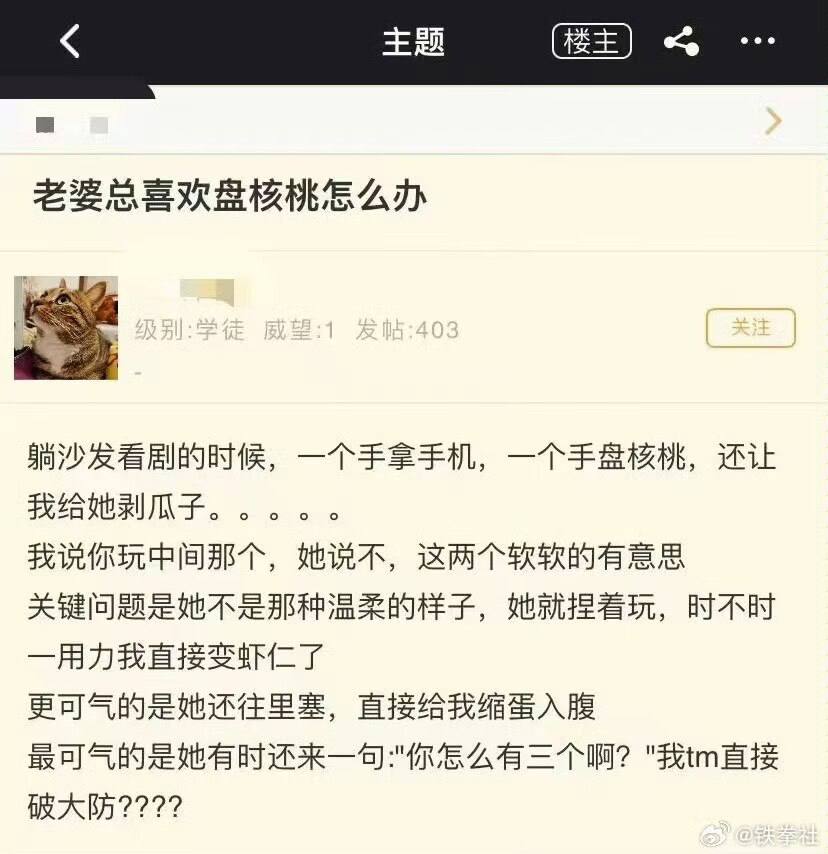 主题
楼主
老婆总喜欢盘核桃怎么办
级别:学徒 威望:1 发帖:403
关注
-
躺沙发看剧的时候，一个手拿手机，一个手盘核桃，还让
我给她剥瓜子。。。。。
我说你玩中间那个，她说不，这两个软软的有意思
关键问题是她不是那种温柔的样子，她就捏着玩，时不时
一用力我直接变虾仁了
更可气的是她还往里塞，直接给我缩蛋入腹
最可气的是她有时还来一句:"你怎么有三个啊？"我tm直接
破大防????
@铁拳社